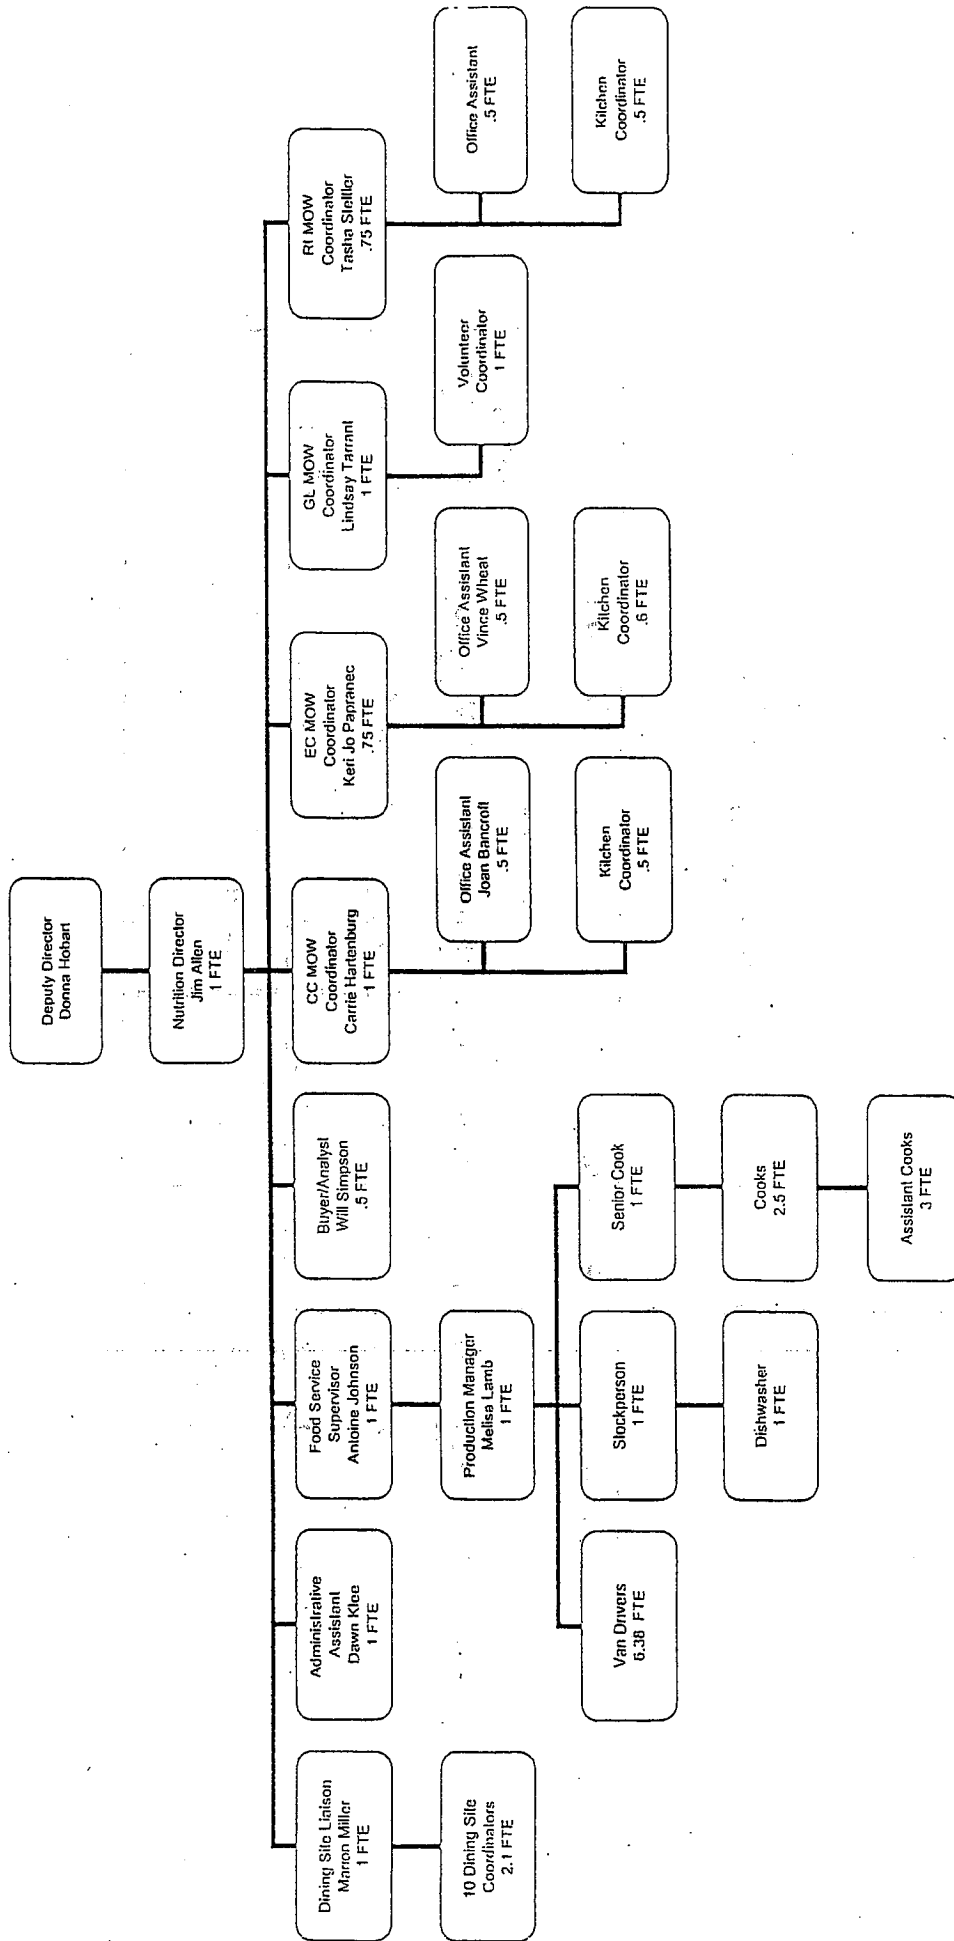 Deputy Director
Donna Hobart
Nutrition Director
Jim Allen
1 FTE
Dining Site Liaison
Marion Miller
1 FTE
Administrative
Assistant
Dawn Klee
1 FTE
Food Service
Supervisor
Antoine Johnson
1 FTE
Buyer/Analyst
Will Simpson
.5 FTE
CC MOW
Coordinator
Carrie Hartenburg
1 FTE
EC MOW
Coordinator
Keri Jo Papranec
.75 FTE
GL MOW
Coordinator
Lindsay Tarrant
1 FTE
RI MOW
Coordinator
Tasha
.75 FTE
10 Dining Site
Coordinators
2.1 FTE
Production Manager
Melisa Lamb
1 FTE
Office Assistant
Joan Bancroft
.5 FTE
Office Assistant
Vince Wheat
.5 FTE
Volunteer
Coordinator
1 FTE
Office Assistant
.5 FTE
Van Drivers
6.38 FTE
Stockperson
1 FTE
Senior Cook
1 FTE
Kitchen
Coordinator
.5 FTE
Kitchen
Coordinator
.6 FTE
Kitchen
Coordinator
.5 FTE
Dishwasher
1 FTE
Cooks
2.5 FTE
Assistant Cooks
3 FTE